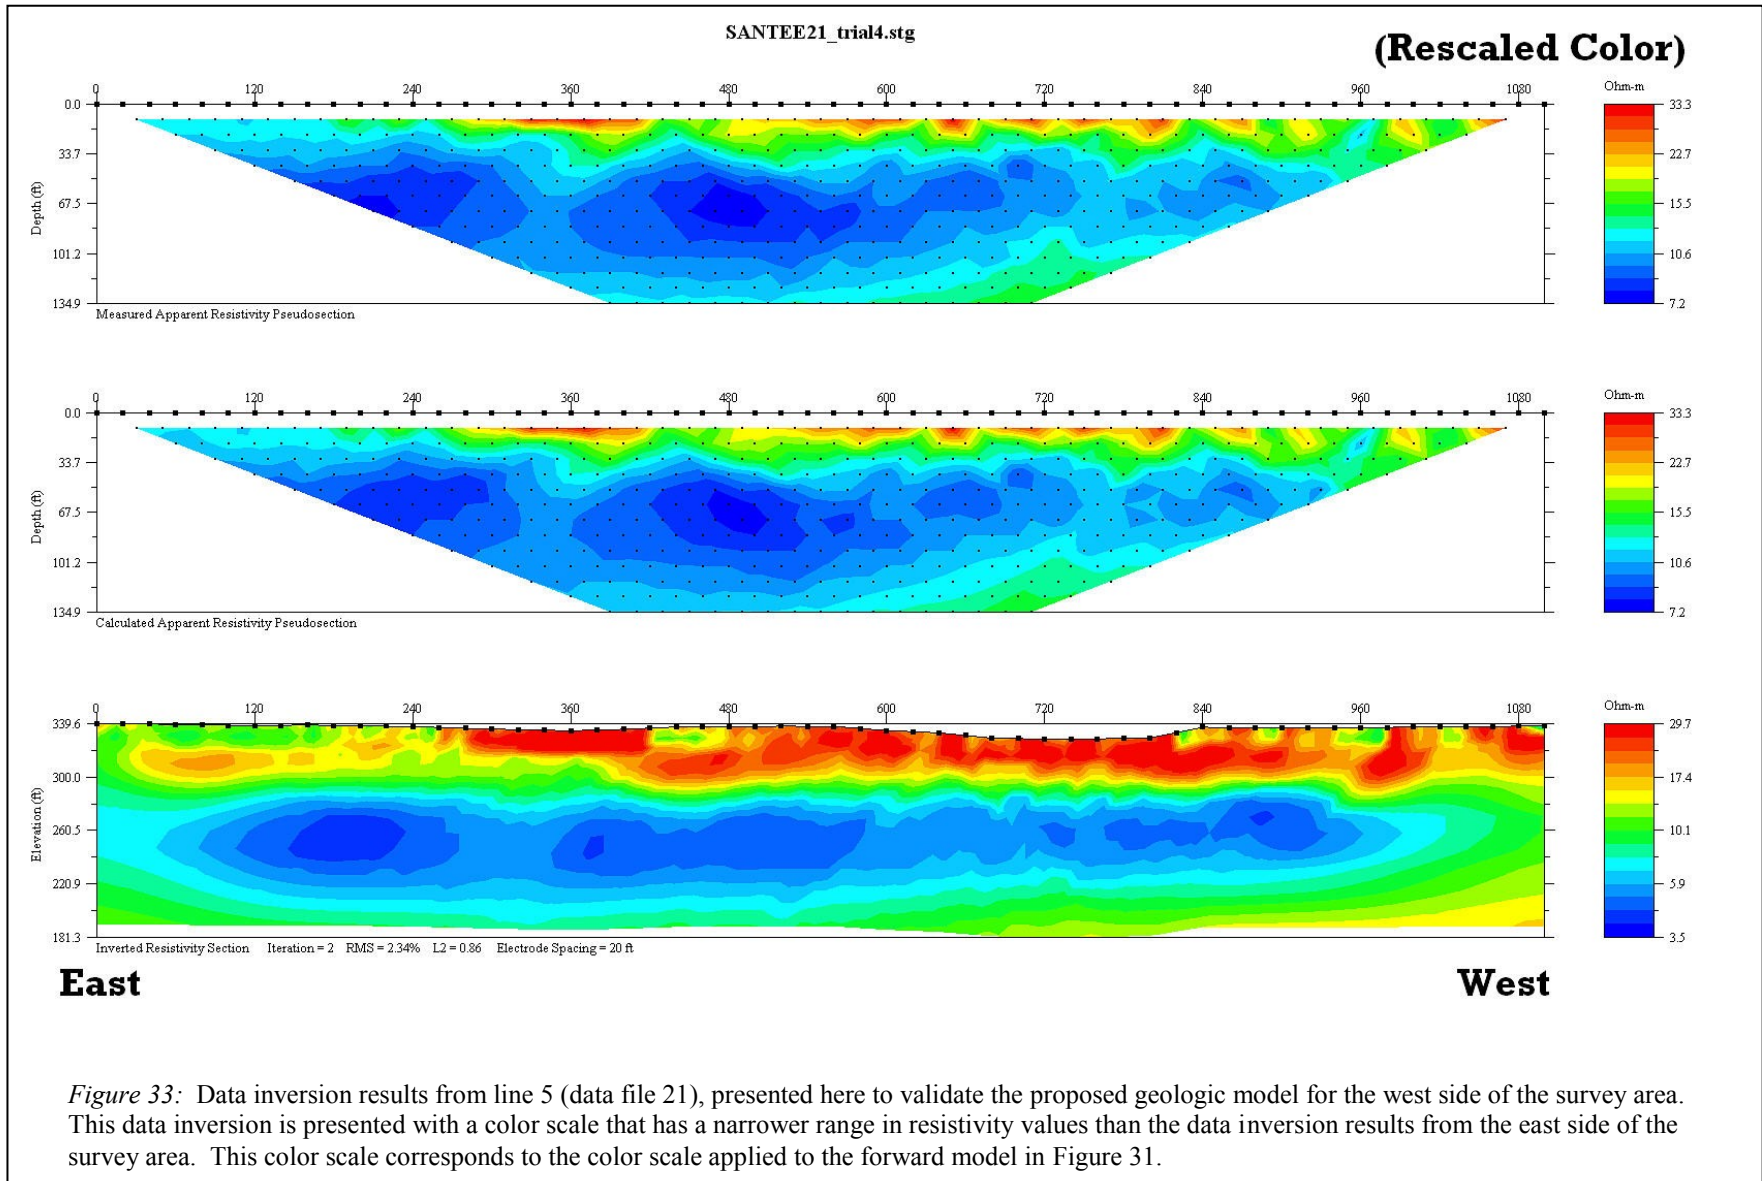 SANTEE21_trial4.stg
(Rescaled Color)
0 120 240 360 480 600 720 840 960 1080
Ohm-m
0.0
33.7
67.5
101.2
134.9
Depth (ft)
33.3
22.7
15.5
10.6
7.2
Measured Apparent Resistivity Pseudosection
0 120 240 360 480 600 720 840 960 1080
Ohm-m
0.0
33.7
67.5
101.2
134.9
Depth (ft)
33.3
22.7
15.5
10.6
7.2
Calculated Apparent Resistivity Pseudosection
0 120 240 360 480 600 720 840 960 1080
Ohm-m
339.6
300.0
260.5
220.9
181.3
Elevation (ft)
29.7
17.4
10.1
5.9
3.5
Inverted Resistivity Section Iteration = 2 RMS = 2.34% L2 = 0.86 Electrode Spacing = 20 ft
East West
Figure 33: Data inversion results from line 5 (data file 21), presented here to validate the proposed geologic model for the west side of the survey area.
This data inversion is presented with a color scale that has a narrower range in resistivity values than the data inversion results from the east side of the
survey area. This color scale corresponds to the color scale applied to the forward model in Figure 31.